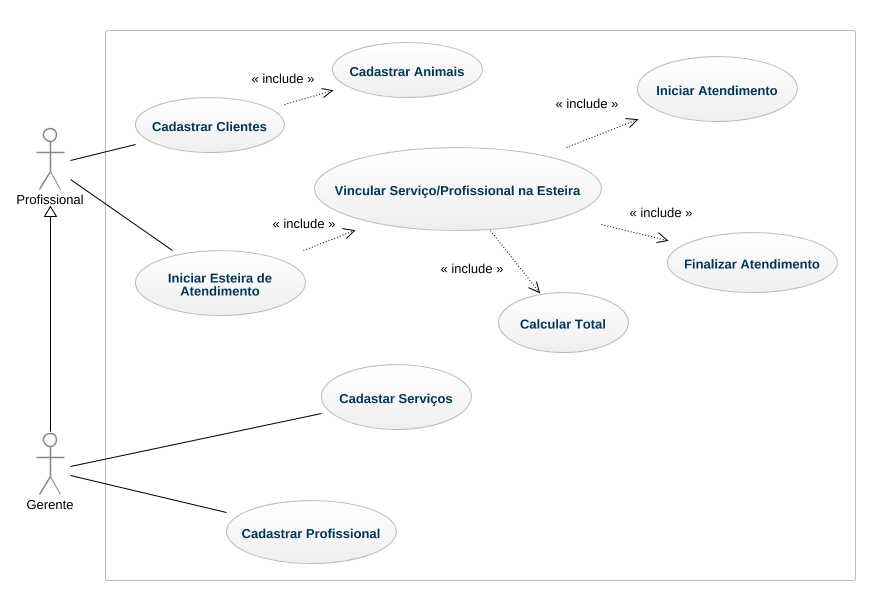 « include »
Cadastrar Animais
Iniciar Atendimento
« include »
Cadastrar Clientes
Profissional
Vincular Serviço/Profissional na Esteira
« include »
« include »
Iniciar Esteira de
Atendimento
« include »
Finalizar Atendimento
Calcular Total
Cadastar Serviços
Gerente
Cadastrar Profissional